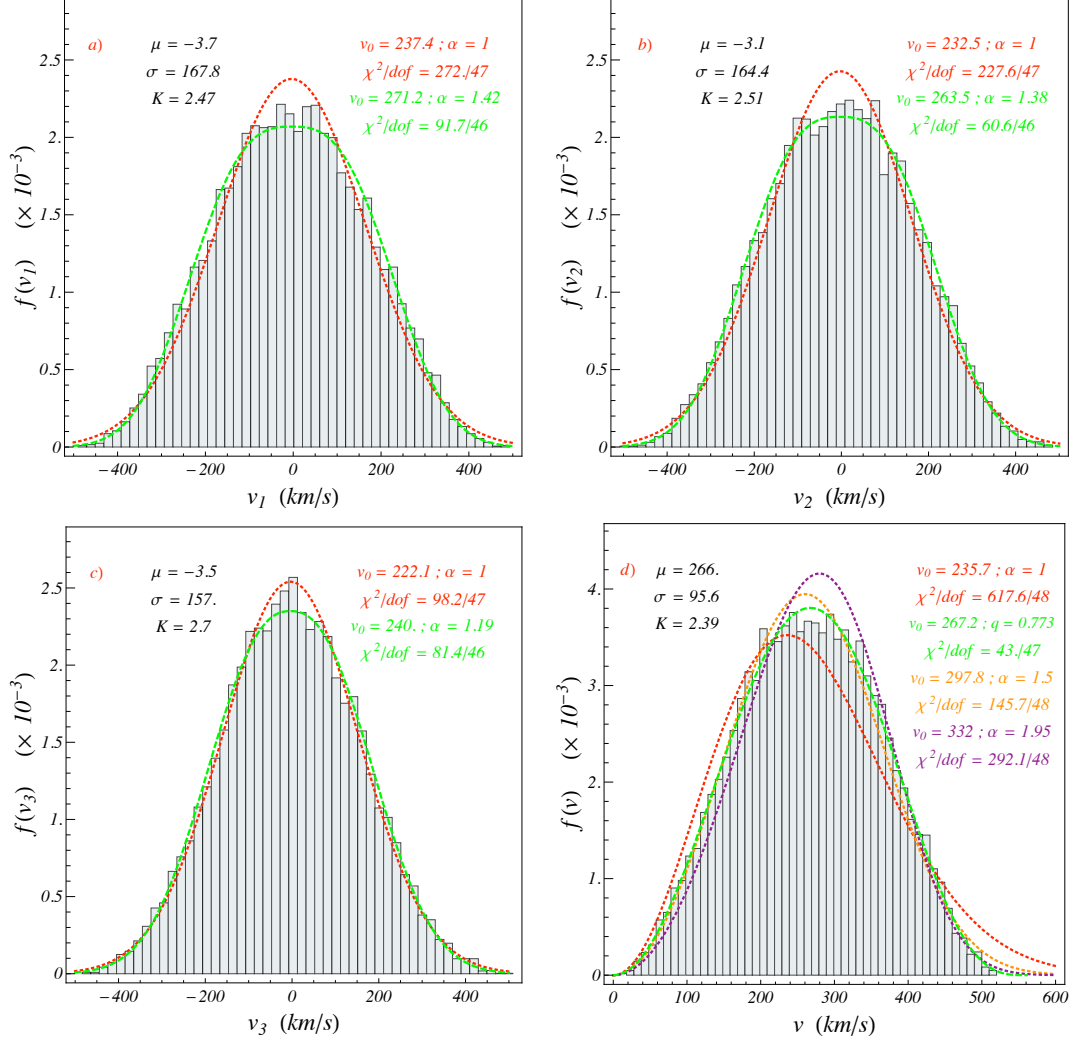 a)
μ = −3.7
σ = 167.8
K = 2.47
v0 = 237.4 ; α = 1
χ²/dof = 272./47
v0 = 271.2 ; α = 1.42
χ²/dof = 91.7/46
f(v1) (× 10⁻³)
2.5
2.
1.5
1.
0.5
0
−400 −200 0 200 400
v1 (km/s)
b)
μ = −3.1
σ = 164.4
K = 2.51
v0 = 232.5 ; α = 1
χ²/dof = 227.6/47
v0 = 263.5 ; α = 1.38
χ²/dof = 60.6/46
f(v2) (× 10⁻³)
2.5
2.
1.5
1.
0.5
0
−400 −200 0 200 400
v2 (km/s)
c)
μ = −3.5
σ = 157.
K = 2.7
v0 = 222.1 ; α = 1
χ²/dof = 98.2/47
v0 = 240. ; α = 1.19
χ²/dof = 81.4/46
f(v3) (× 10⁻³)
2.5
2.
1.5
1.
0.5
0
−400 −200 0 200 400
v3 (km/s)
d)
μ = 266.
σ = 95.6
K = 2.39
v0 = 235.7 ; α = 1
χ²/dof = 617.6/48
v0 = 267.2 ; q = 0.773
χ²/dof = 43./47
v0 = 297.8 ; α = 1.5
χ²/dof = 145.7/48
v0 = 332 ; α = 1.95
χ²/dof = 292.1/48
f(v) (× 10⁻³)
4.
3.
2.
1.
0
0 100 200 300 400 500 600
v (km/s)